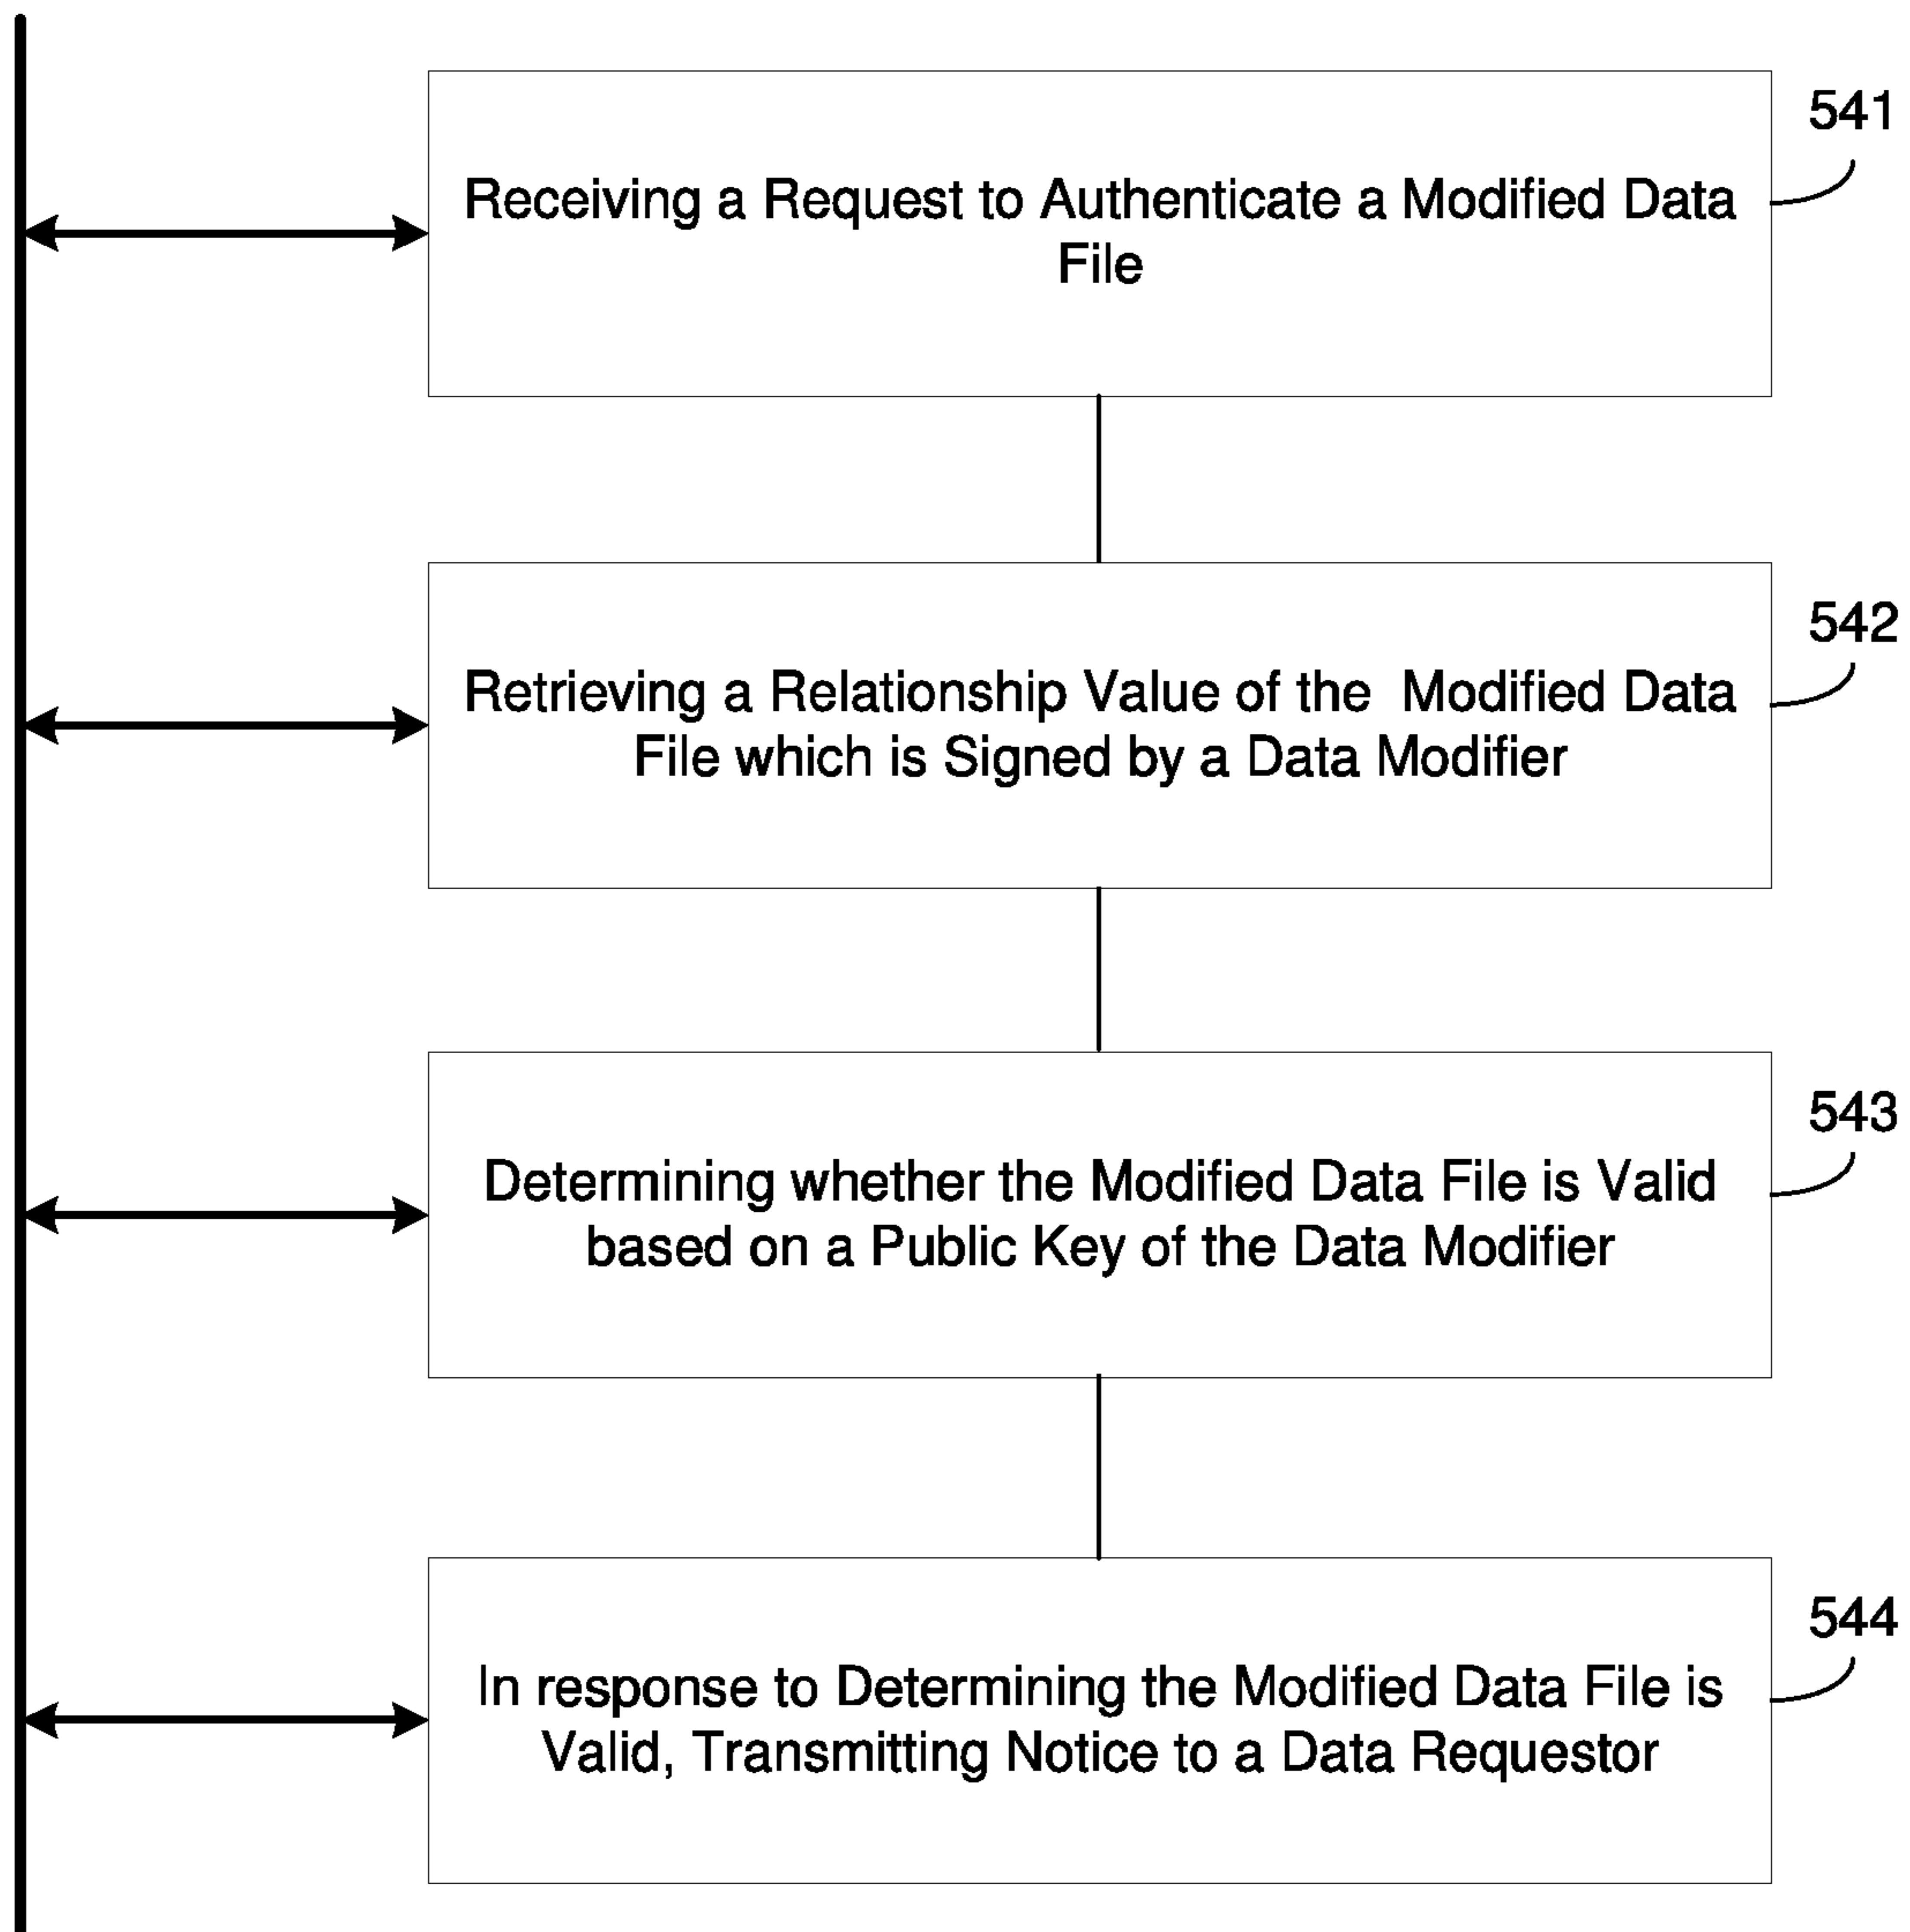 541
Receiving a Request to Authenticate a Modified Data
File
542
Retrieving a Relationship Value of the Modified Data
File which is Signed by a Data Modifier
543
Determining whether the Modified Data File is Valid
based on a Public Key of the Data Modifier
544
In response to Determining the Modified Data File is
Valid, Transmitting Notice to a Data Requestor